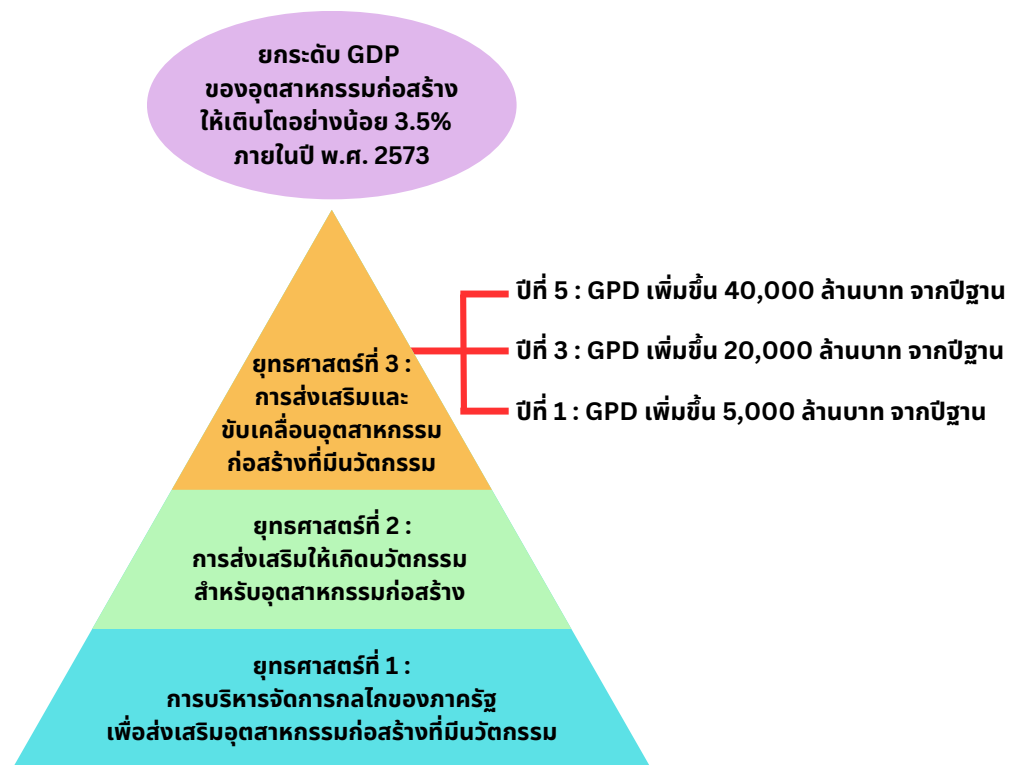 ยกระดับ GDP
ของอุตสาหกรรมก่อสร้าง
ให้เติบโตอย่างน้อย 3.5%
ภายในปี พ.ศ. 2573
ปีที่ 5 : GPD เพิ่มขึ้น 40,000 ล้านบาท จากปีฐาน
ปีที่ 3 : GPD เพิ่มขึ้น 20,000 ล้านบาท จากปีฐาน
ปีที่ 1 : GPD เพิ่มขึ้น 5,000 ล้านบาท จากปีฐาน
ยุทธศาสตร์ที่ 3 :
การส่งเสริมและ
ขับเคลื่อนอุตสาหกรรม
ก่อสร้างที่มีนวัตกรรม
ยุทธศาสตร์ที่ 2 :
การส่งเสริมให้เกิดนวัตกรรม
สำหรับอุตสาหกรรมก่อสร้าง
ยุทธศาสตร์ที่ 1 :
การบริหารจัดการกลไกของภาครัฐ
เพื่อส่งเสริมอุตสาหกรรมก่อสร้างที่มีนวัตกรรม